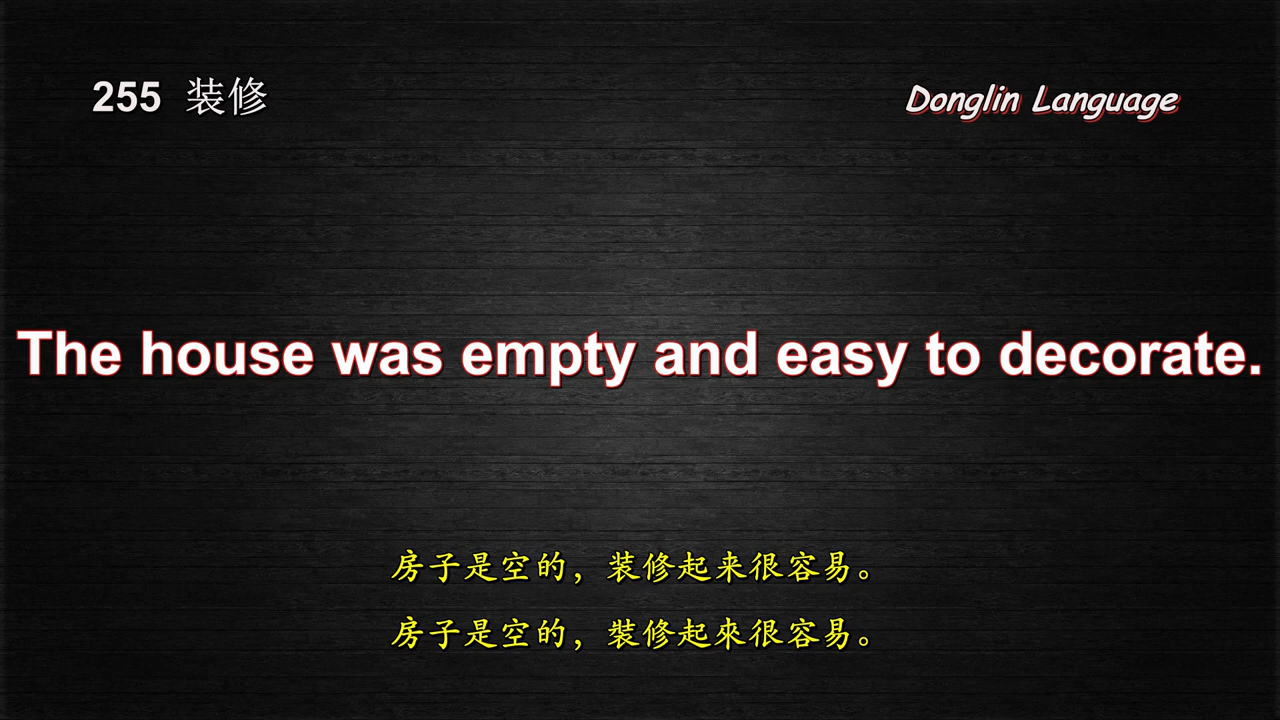 255 装修
Donglin Language
The house was empty and easy to decorate.
房子是空的，装修起来很容易。
房子是空的，裝修起來很容易。